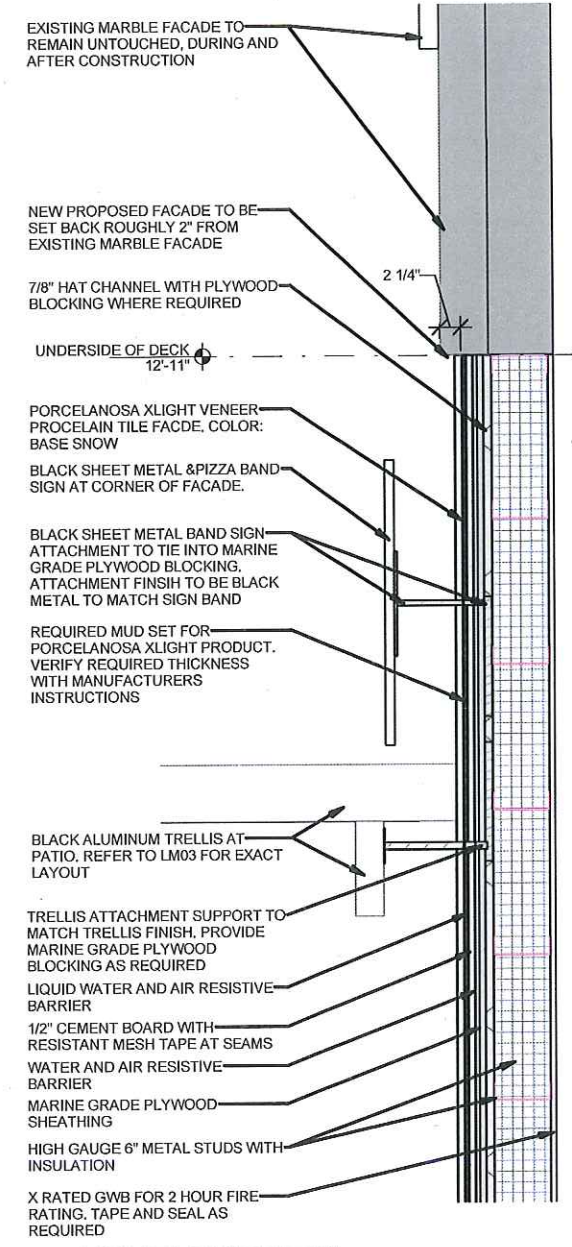 EXISTING MARBLE FACADE TO
REMAIN UNTOUCHED, DURING AND
AFTER CONSTRUCTION
NEW PROPOSED FACADE TO BE
SET BACK ROUGHLY 2" FROM
EXISTING MARBLE FACADE
7/8" HAT CHANNEL WITH PLYWOOD
BLOCKING WHERE REQUIRED
2 1/4"
UNDERSIDE OF DECK
12'-11"
PORCELANOSA XLIGHT VENEER
PROCELAIN TILE FACDE, COLOR:
BASE SNOW
BLACK SHEET METAL &PIZZA BAND
SIGN AT CORNER OF FACADE.
BLACK SHEET METAL BAND SIGN
ATTACHMENT TO TIE INTO MARINE
GRADE PLYWOOD BLOCKING,
ATTACHMENT FINSIH TO BE BLACK
METAL TO MATCH SIGN BAND
REQUIRED MUD SET FOR
PORCELANOSA XLIGHT PRODUCT.
VERIFY REQUIRED THICKNESS
WITH MANUFACTURERS
INSTRUCTIONS
BLACK ALUMINUM TRELLIS AT
PATIO. REFER TO LM03 FOR EXACT
LAYOUT
TRELLIS ATTACHMENT SUPPORT TO
MATCH TRELLIS FINISH. PROVIDE
MARINE GRADE PLYWOOD
BLOCKING AS REQUIRED
LIQUID WATER AND AIR RESISTIVE
BARRIER
1/2" CEMENT BOARD WITH
RESISTANT MESH TAPE AT SEAMS
WATER AND AIR RESISTIVE
BARRIER
MARINE GRADE PLYWOOD
SHEATHING
HIGH GAUGE 6" METAL STUDS WITH
INSULATION
X RATED GWB FOR 2 HOUR FIRE
RATING. TAPE AND SEAL AS
REQUIRED